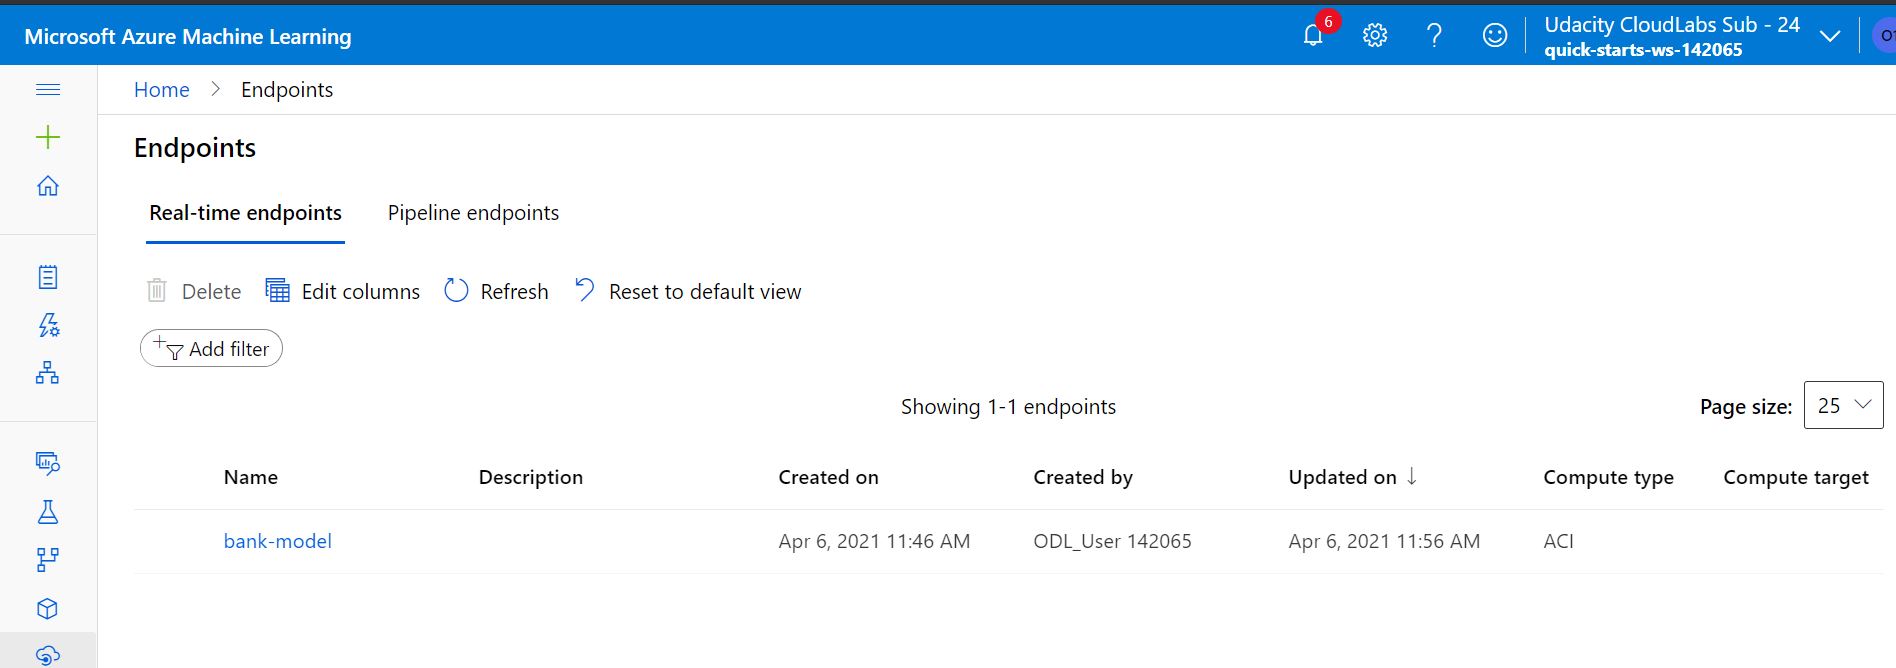 Microsoft Azure Machine Learning
6
Udacity CloudLabs Sub - 24
quick-starts-ws-142065
Home > Endpoints
Endpoints
Real-time endpoints Pipeline endpoints
Delete Edit columns Refresh Reset to default view
Add filter
Showing 1-1 endpoints
Page size: 25
Name Description Created on Created by Updated on ↓ Compute type Compute target
bank-model Apr 6, 2021 11:46 AM ODL_User 142065 Apr 6, 2021 11:56 AM ACI